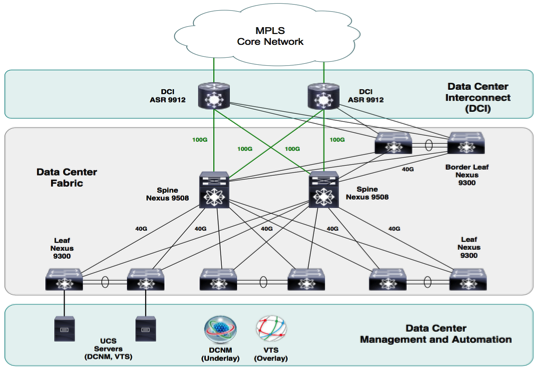 MPLS
Core Network
DCI
ASR 9912
DCI
ASR 9912
Data Center
Interconnect
(DCI)
100G
100G
100G
100G
Data Center
Fabric
Spine
Nexus 9508
Spine
Nexus 9508
40G
Border Leaf
Nexus
9300
Leaf
Nexus
9300
40G
40G
40G
40G
Leaf
Nexus
9300
UCS
Servers
(DCNM, VTS)
DCNM
(Underlay)
VTS
(Overlay)
Data Center
Management and Automation